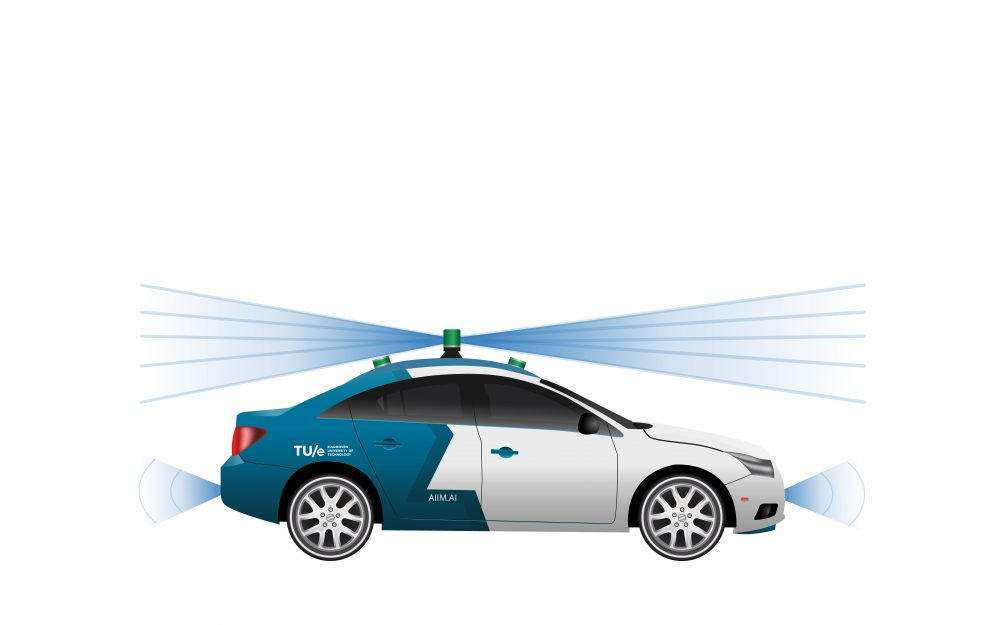 TU/e
EINDHOVEN
UNIVERSITY OF
TECHNOLOGY
AIIM.AI